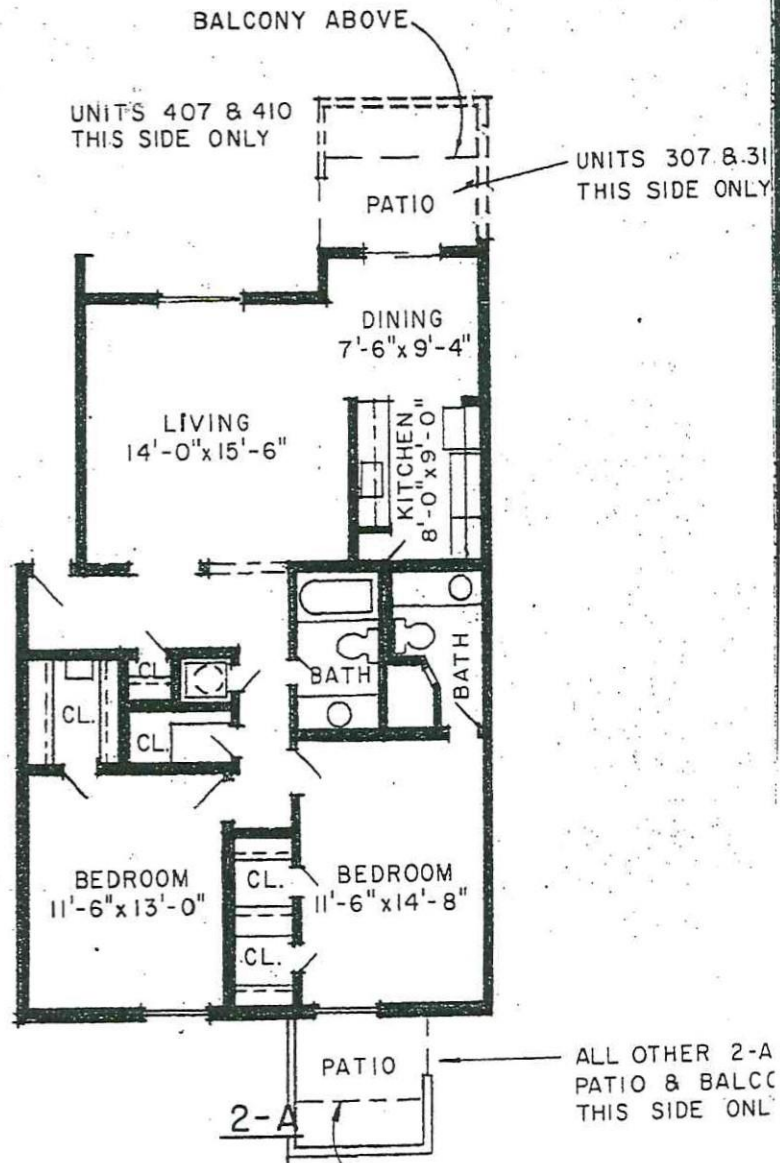 BALCONY ABOVE
UNITS 407 & 410
THIS SIDE ONLY
UNITS 307 & 31
THIS SIDE ONLY
PATIO
DINING
7'-6" x 9'-4"
LIVING
14'-0" x 15'-6"
KITCHEN
8'-0" x 9'-0"
BATH
BATH
CL.
CL.
CL.
BEDROOM
11'-6" x 13'-0"
CL.
BEDROOM
11'-6" x 14'-8"
CL.
PATIO
ALL OTHER 2-A
PATIO & BALCO
THIS SIDE ONL
2-A